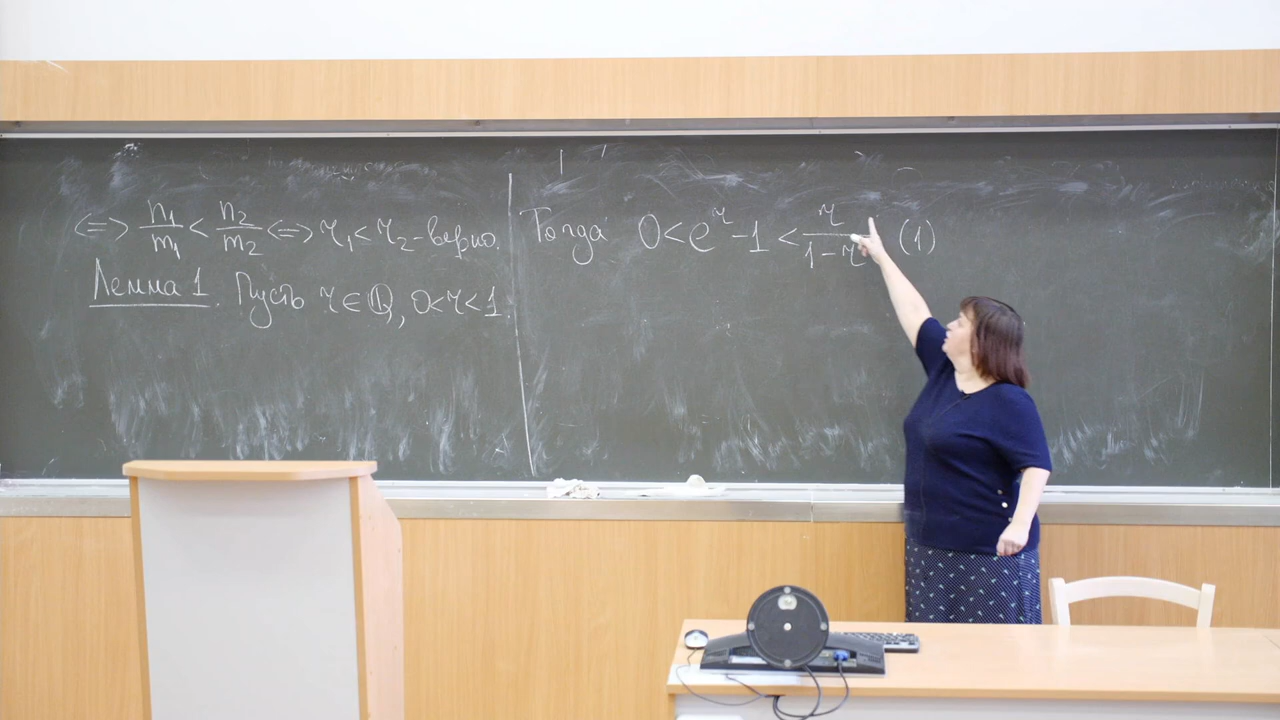 <=> n₁/m₁ < n₂/m₂ <=> r₁ < r₂ - верно.
Лемма 1. Пусть r ∈ ℚ, 0<r<1.
Тогда 0 < e^r - 1 < r/(1-r) (1)